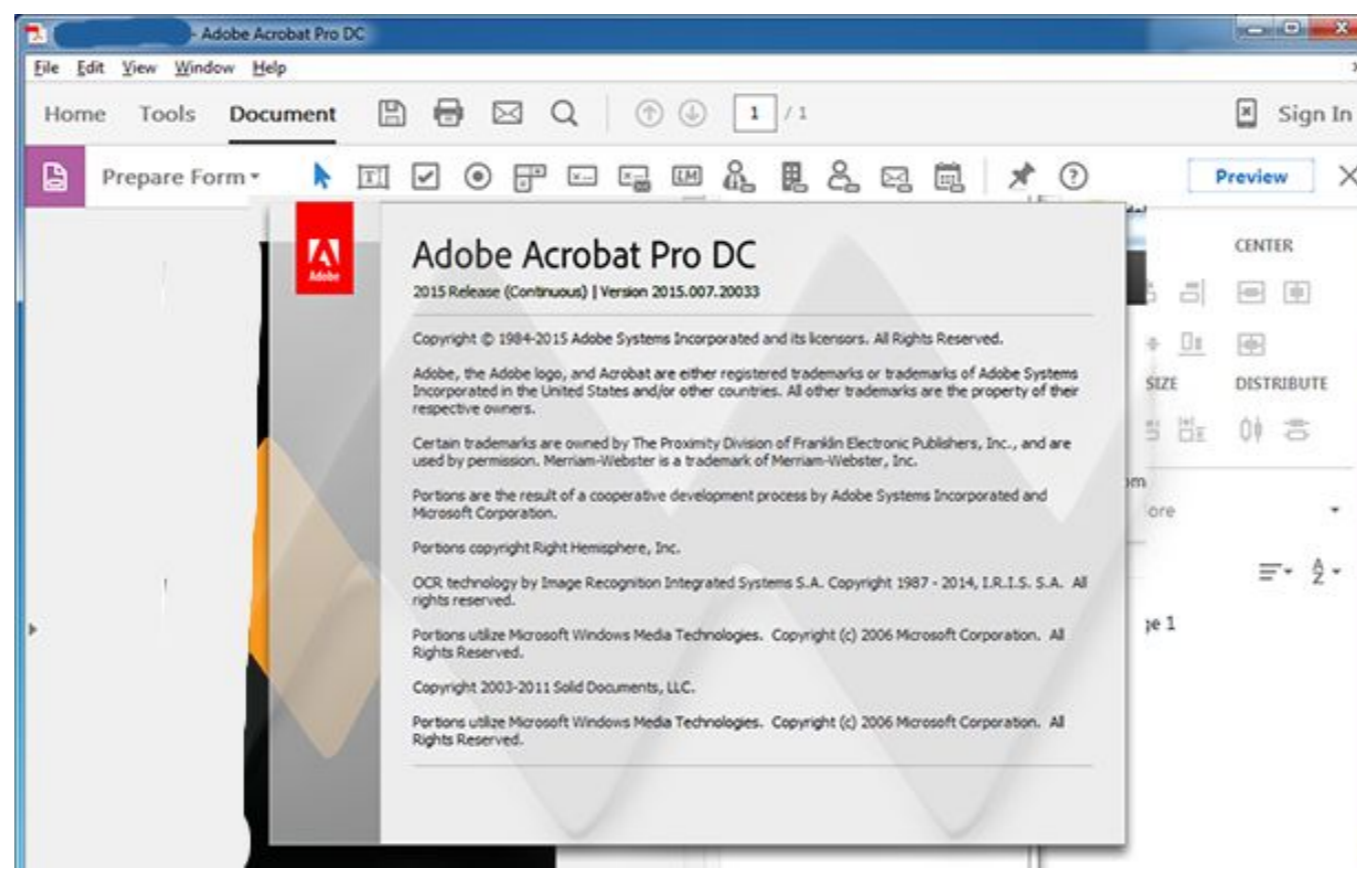 - Adobe Acrobat Pro DC
File Edit View Window Help
Home Tools Document 1 / 1 Sign In
Prepare Form Preview
Adobe
Adobe Acrobat Pro DC
2015 Release (Continuous) | Version 2015.007.20033
Copyright © 1984-2015 Adobe Systems Incorporated and its licensors. All Rights Reserved.
Adobe, the Adobe logo, and Acrobat are either registered trademarks or trademarks of Adobe Systems
Incorporated in the United States and/or other countries. All other trademarks are the property of their
respective owners.
Certain trademarks are owned by The Proximity Division of Franklin Electronic Publishers, Inc., and are
used by permission. Merriam-Webster is a trademark of Merriam-Webster, Inc.
Portions are the result of a cooperative development process by Adobe Systems Incorporated and
Microsoft Corporation.
Portions copyright Right Hemisphere, Inc.
OCR technology by Image Recognition Integrated Systems S.A. Copyright 1987 - 2014, I.R.I.S. S.A. All
rights reserved.
Portions utilize Microsoft Windows Media Technologies. Copyright (c) 2006 Microsoft Corporation. All
Rights Reserved.
Copyright 2003-2011 Solid Documents, LLC.
Portions utilize Microsoft Windows Media Technologies. Copyright (c) 2006 Microsoft Corporation. All
Rights Reserved.
CENTER
SIZE DISTRIBUTE
om
ore
ge 1